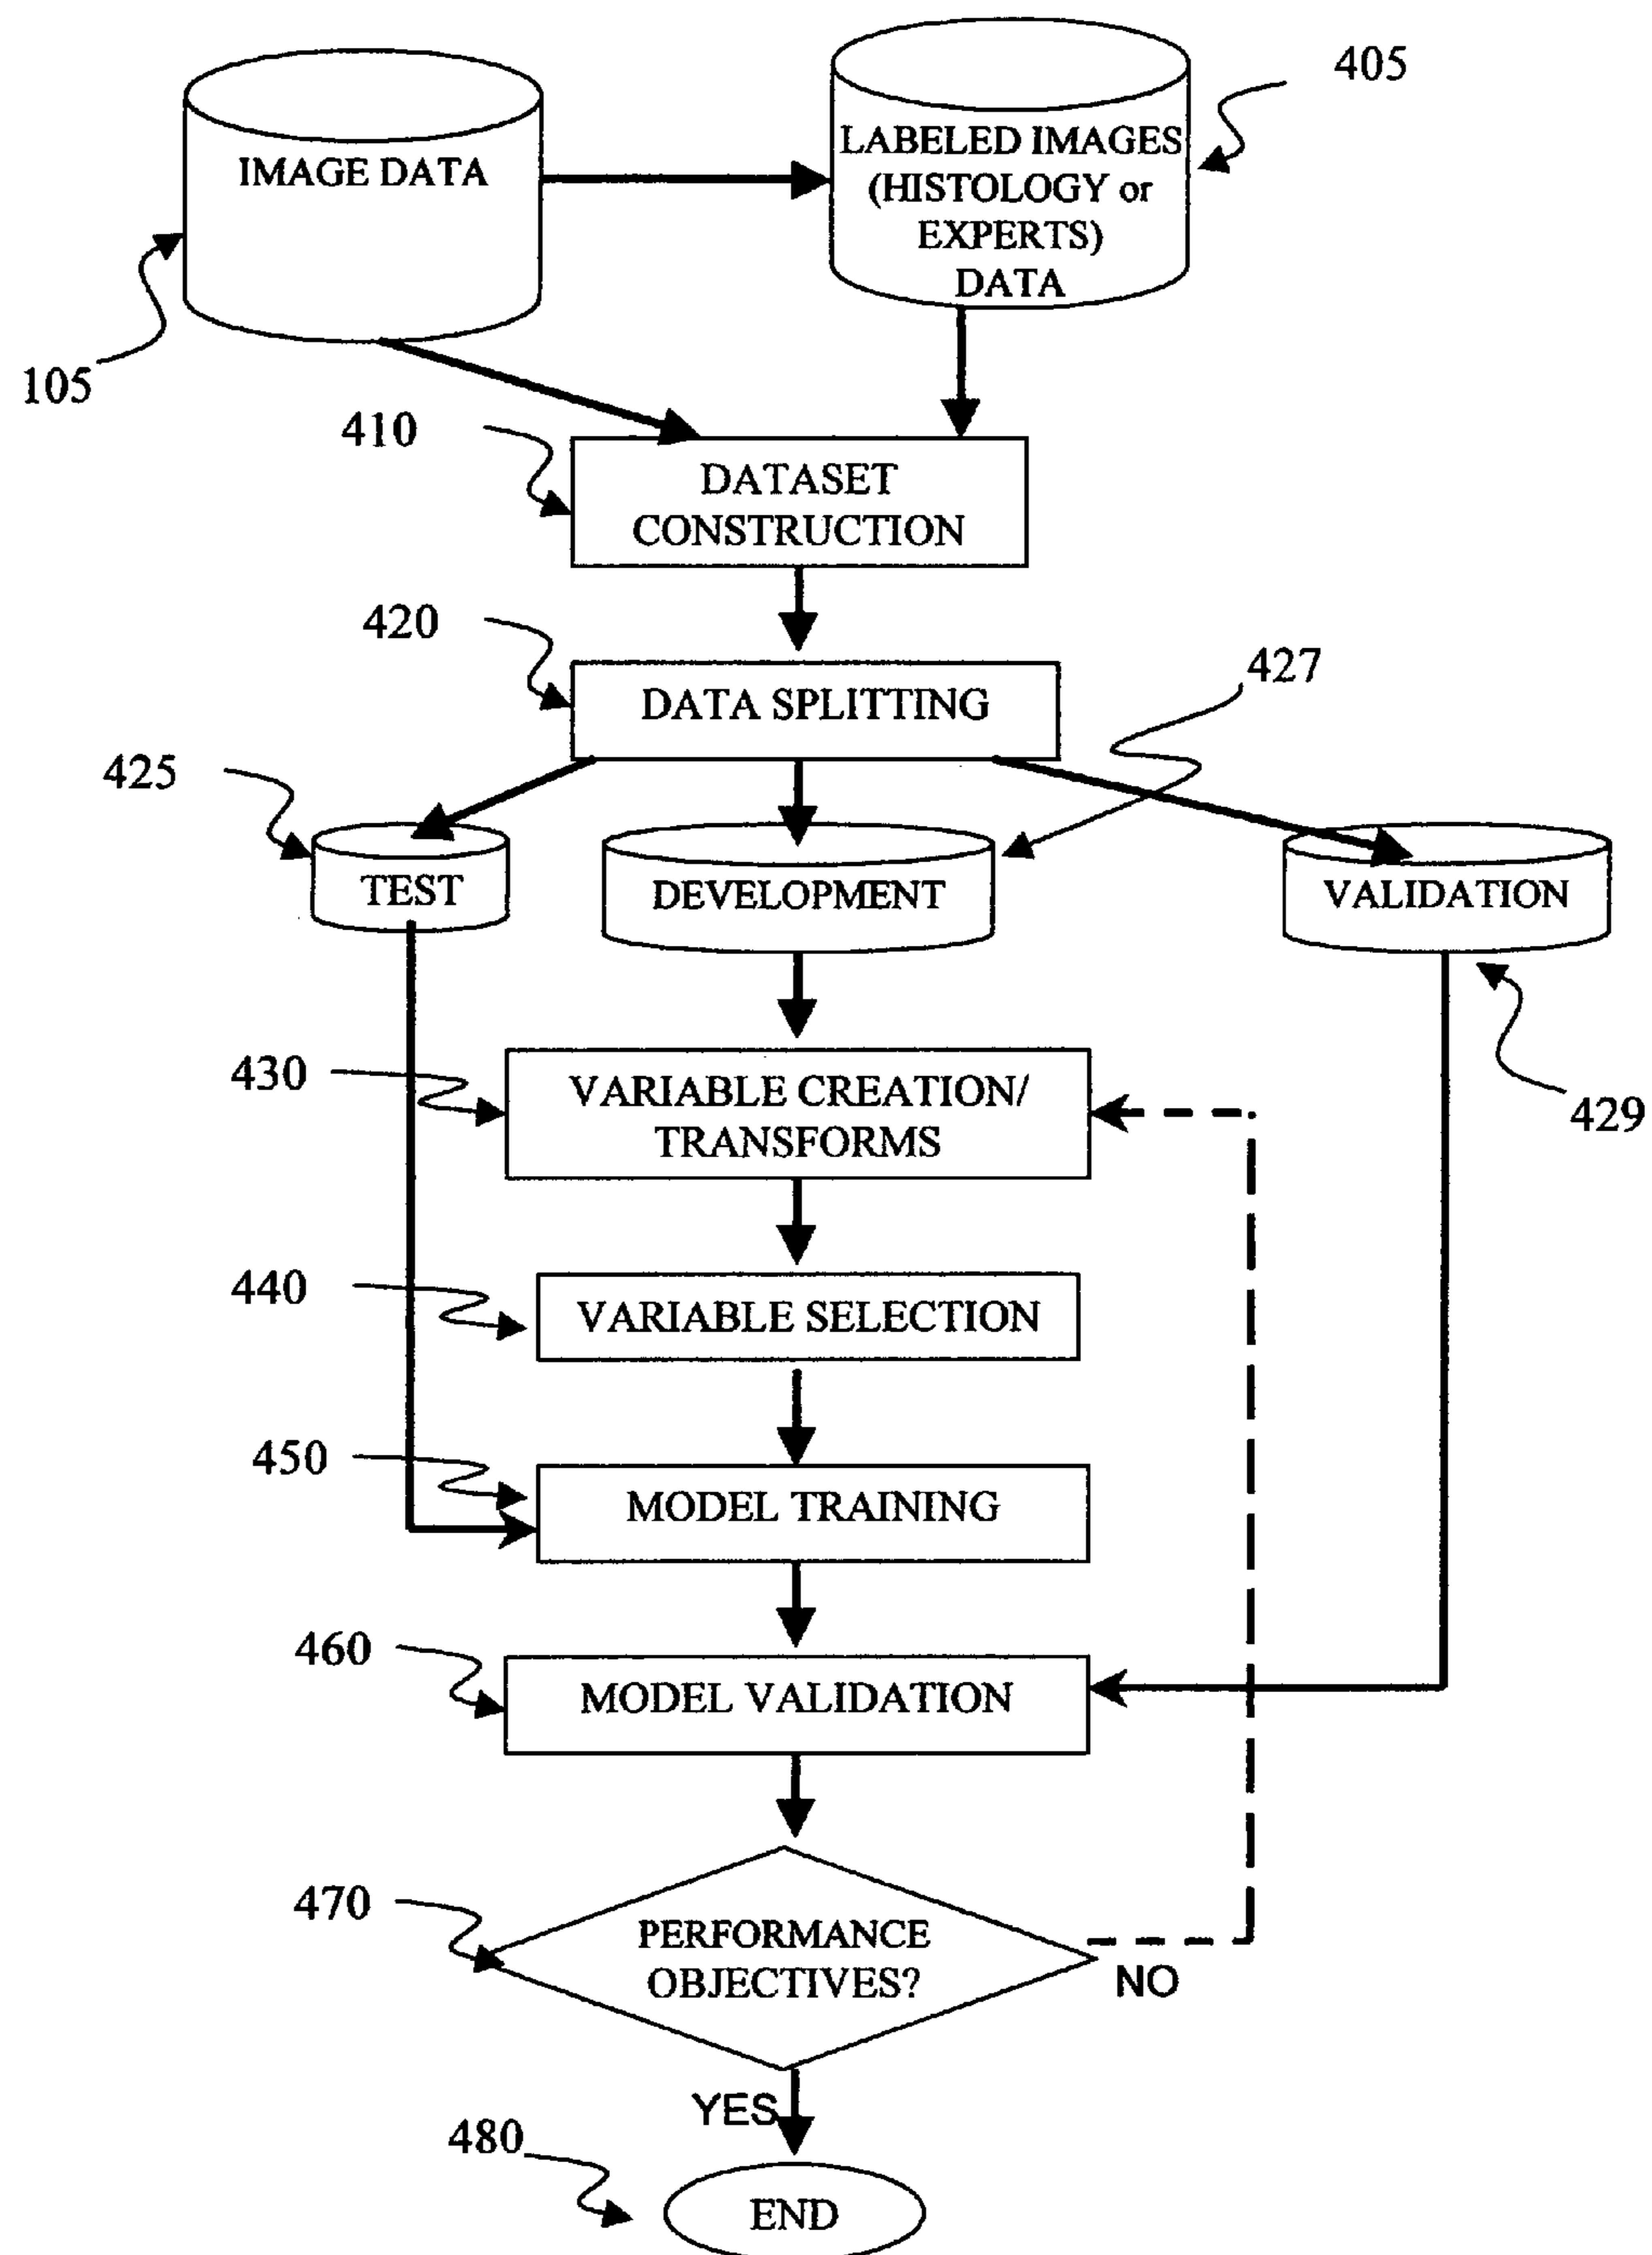 405
IMAGE DATA
LABELED IMAGES
(HISTOLOGY or
EXPERTS)
DATA
105
410
DATASET
CONSTRUCTION
420
DATA SPLITTING
427
425
TEST
DEVELOPMENT
VALIDATION
429
430
VARIABLE CREATION/
TRANSFORMS
440
VARIABLE SELECTION
450
MODEL TRAINING
460
MODEL VALIDATION
470
PERFORMANCE
OBJECTIVES?
NO
YES
480
END